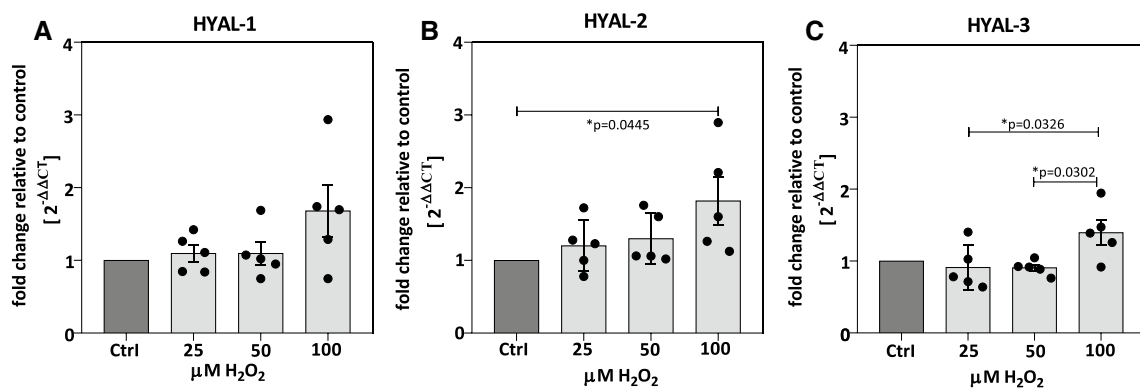 A
HYAL-1
fold change relative to control
[ 2^-ΔΔCT]
4
3
2
1
0
Ctrl 25 50 100
µM H₂O₂
B
HYAL-2
fold change relative to control
[ 2^-ΔΔCT]
4
3
2
1
0
*p=0.0445
Ctrl 25 50 100
µM H₂O₂
C
HYAL-3
fold change relative to control
[ 2^-ΔΔCT]
4
3
2
1
0
*p=0.0326
*p=0.0302
Ctrl 25 50 100
µM H₂O₂